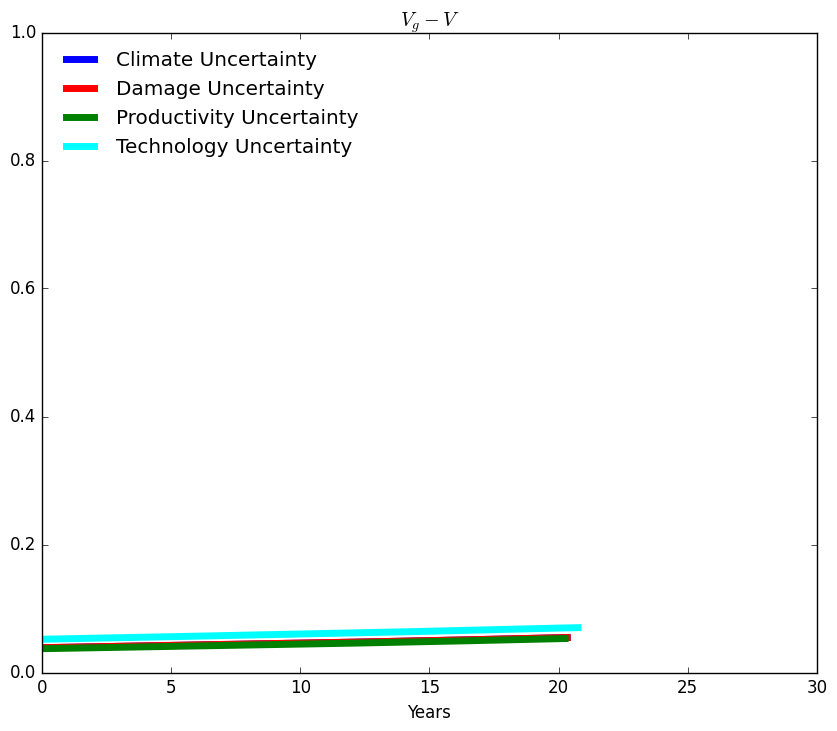 V_g − V
1.0
Climate Uncertainty
Damage Uncertainty
Productivity Uncertainty
Technology Uncertainty
0.8
0.6
0.4
0.2
0.0
0 5 10 15 20 25 30
Years